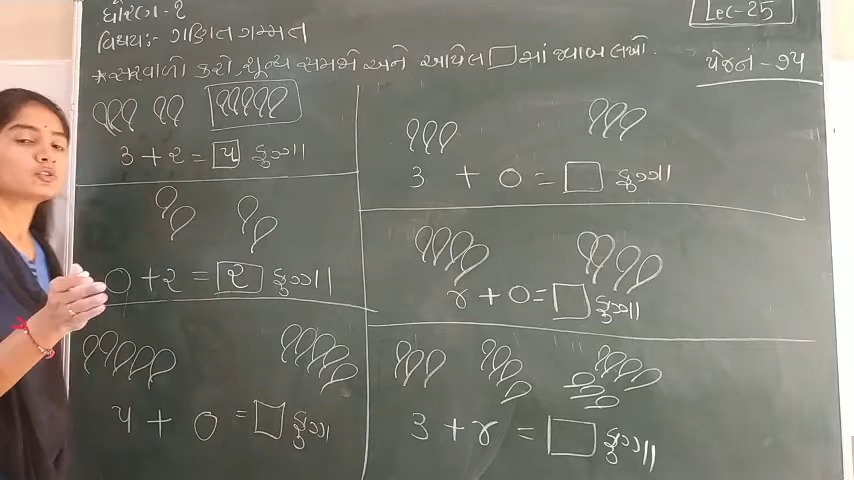 ધોરણ-૧
Lec-25
વિષય:- ગણિત ગમ્મત
*સરવાળો કરો, શૂન્ય સમજો અને આપેલ □ માં જવાબ લખો.
પેજનં - ૭૫
૩ + ૨ = ૫ ફુગ્ગા
૦ + ૨ = ૨ ફુગ્ગા
૫ + ૦ = □ ફુગ્ગા
૩ + ૦ = □ ફુગ્ગા
૪ + ૦ = □ ફુગ્ગા
૩ + ૪ = □ ફુગ્ગા